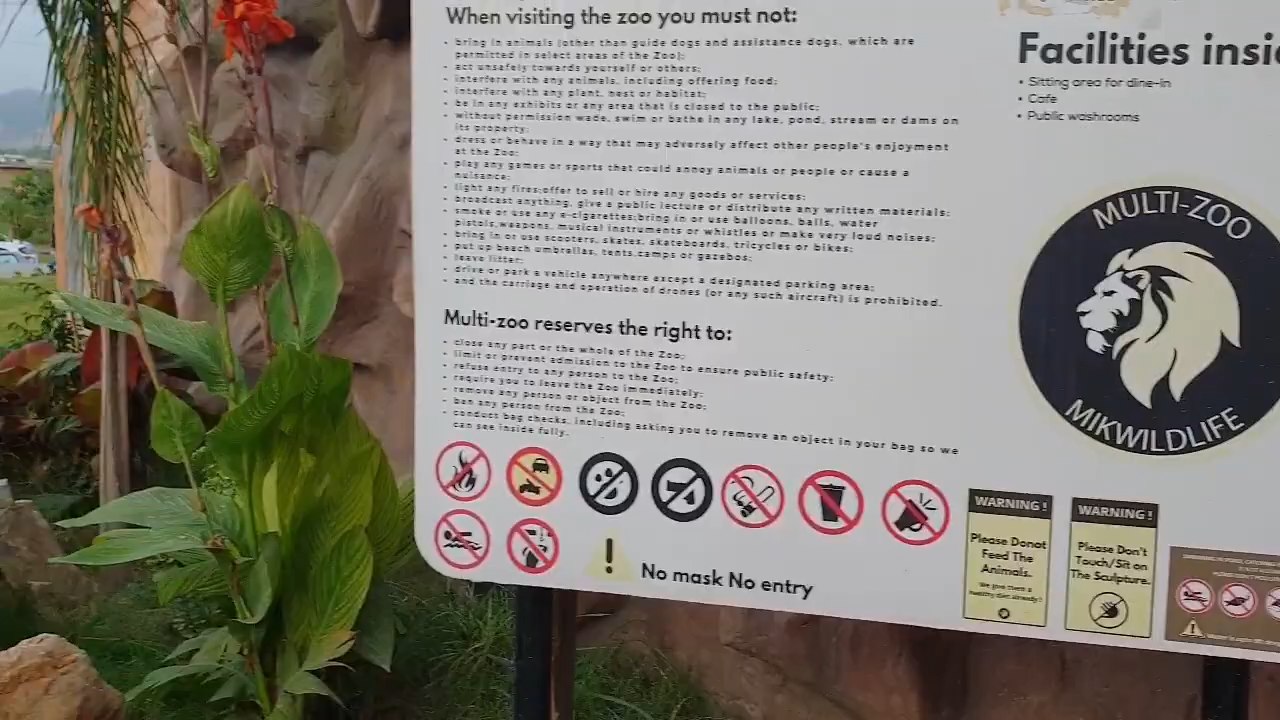 When visiting the zoo you must not:
• bring in animals (other than guide dogs and assistance dogs, which are
permitted in select areas of the Zoo);
• act unsafely towards yourself or others;
• interfere with any animals, including offering food;
• interfere with any plant, nest or habitat;
• be in any exhibits or any area that is closed to the public;
• without permission wade, swim or bathe in any lake, pond, stream or dams on
its property;
• dress or behave in a way that may adversely affect other people's enjoyment
at the Zoo;
• play any games or sports that could annoy animals or people or cause a
nuisance;
• light any fires;offer to sell or hire any goods or services;
• broadcast anything, give a public lecture or distribute any written materials;
• smoke or use any e-cigarettes;bring in or use balloons, balls, water
pistols,weapons, musical instruments or whistles or make very loud noises;
• bring in or use scooters, skates, skateboards, tricycles or bikes;
• put up beach umbrellas, tents,camps or gazebos;
• leave litter;
• drive or park a vehicle anywhere except a designated parking area;
• and the carriage and operation of drones (or any such aircraft) is prohibited.
Multi-zoo reserves the right to:
• close any part or the whole of the Zoo;
• limit or prevent admission to the Zoo to ensure public safety;
• refuse entry to any person to the Zoo;
• require you to leave the Zoo immediately;
• remove any person or object from the Zoo;
• ban any person from the Zoo;
• conduct bag checks, including asking you to remove an object in your bag so we
can see inside fully.
No mask No entry
Facilities insi
• Sitting area for dine-in
• Cafe
• Public washrooms
MULTI-ZOO
MIKWILDLIFE
WARNING !
Please Donot
Feed The
Animals.
We give them a
healthy diet already!
WARNING !
Please Don't
Touch/Sit on
The Sculpture.